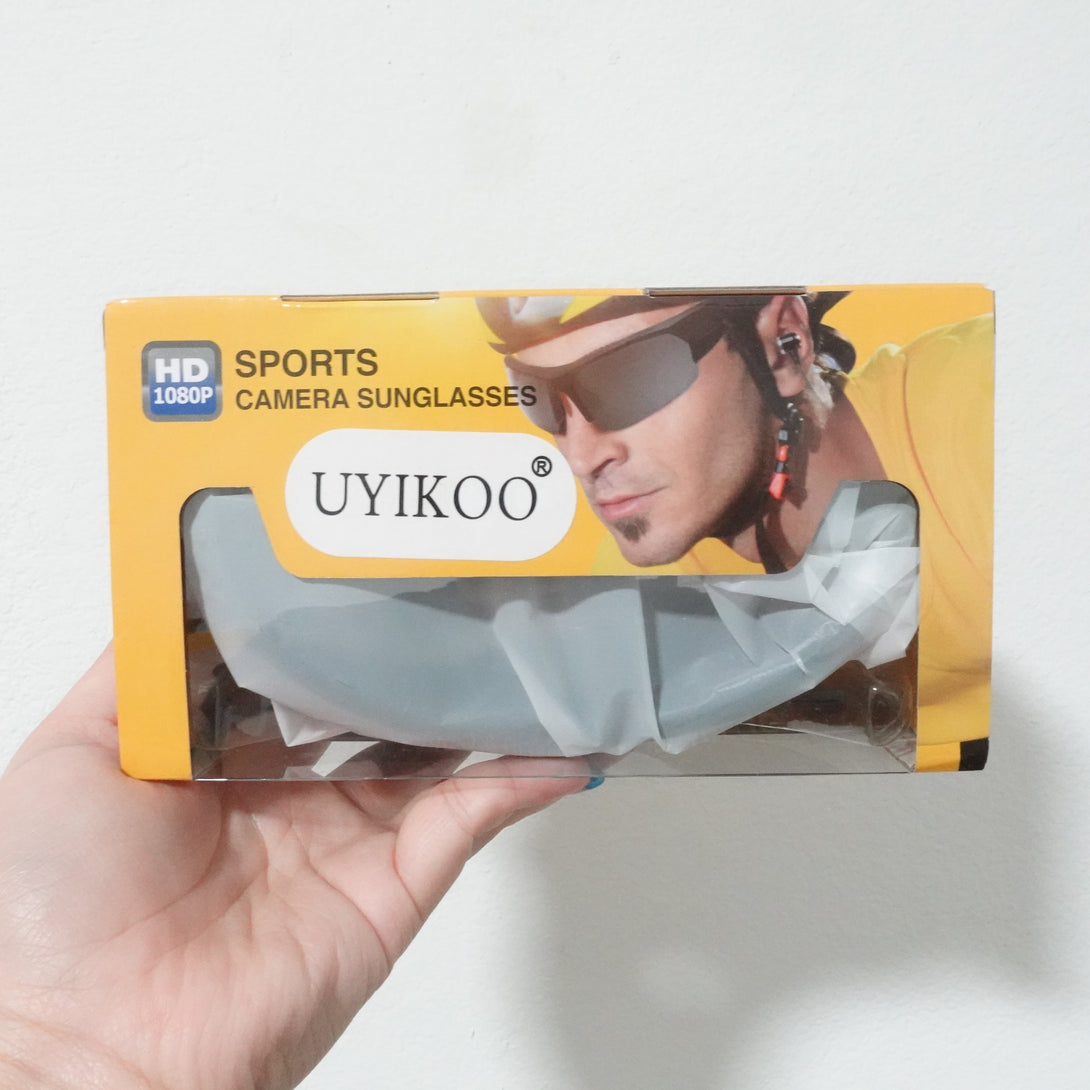 HD
1080P
SPORTS
CAMERA SUNGLASSES
UYIKOO®